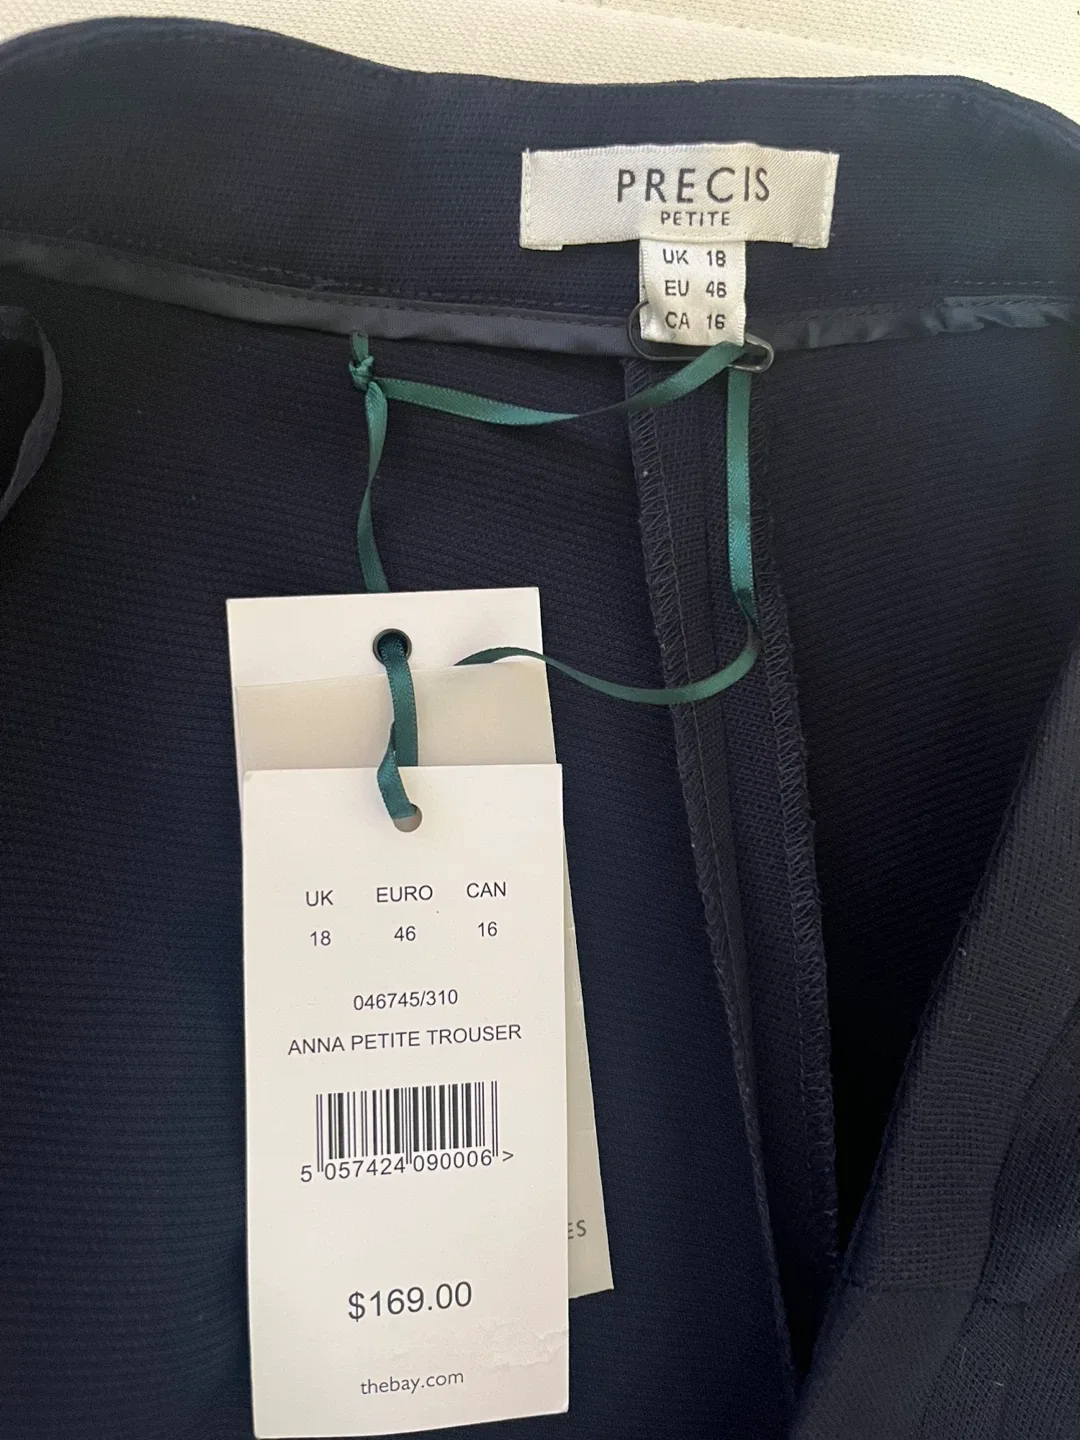 PRECIS
PETITE
UK 18
EU 46
CA 16
UK EURO CAN
18 46 16
046745/310
ANNA PETITE TROUSER
5 057424 090006 >
ES
$169.00
thebay.com